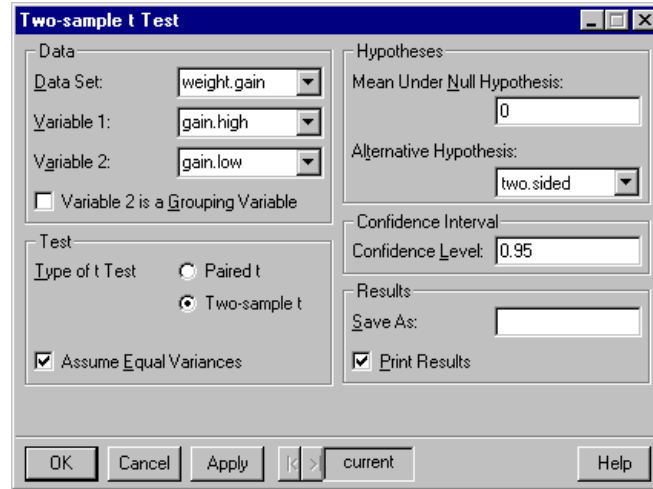 Two-sample t Test
Data
Data Set: weight.gain
Variable 1: gain.high
Variable 2: gain.low
Variable 2 is a Grouping Variable
Test
Type of t Test Paired t
Two-sample t
Assume Equal Variances
Hypotheses
Mean Under Null Hypothesis:
0
Alternative Hypothesis:
two.sided
Confidence Interval
Confidence Level: 0.95
Results
Save As:
Print Results
OK Cancel Apply |< >| current Help